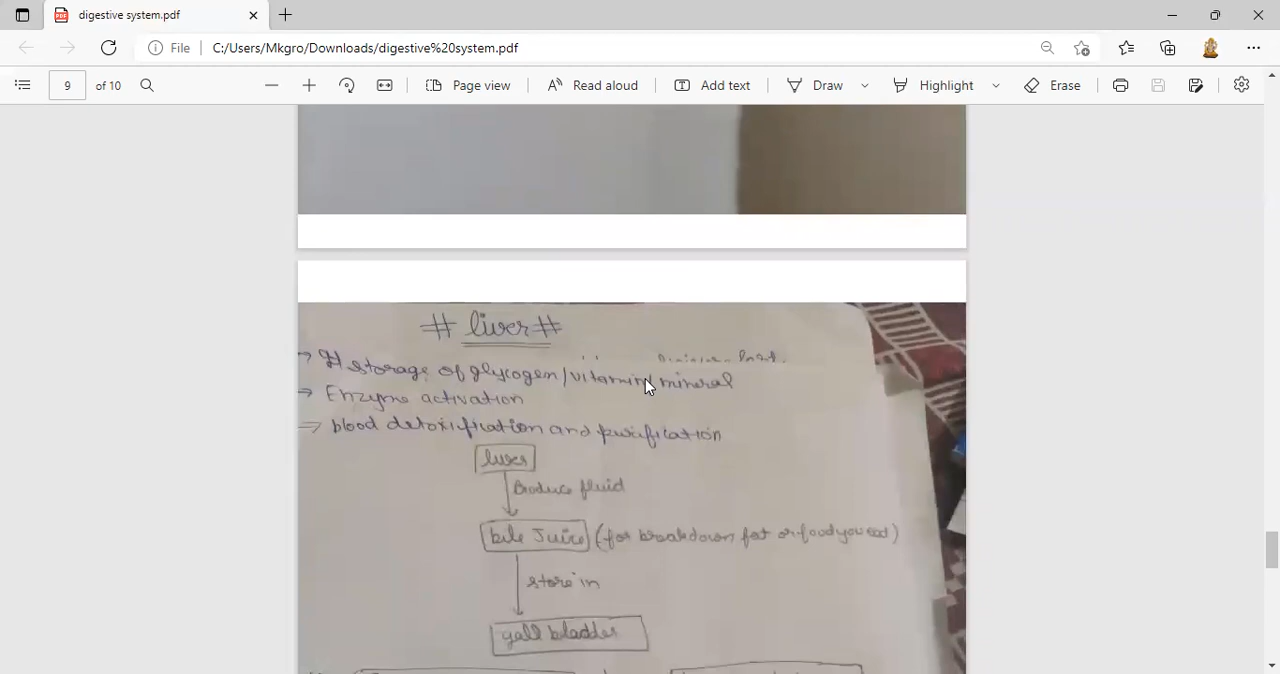 digestive system.pdf
File
C:/Users/Mkgro/Downloads/digestive%20system.pdf
9 of 10
Page view
Read aloud
Add text
Draw
Highlight
Erase
# liver #
→ storage of glycogen/vitamin/mineral
→ Enzyme activation
→ blood detoxification and purification
liver
Produce fluid
bile Juice (for breakdown fat or food you eat)
store in
gall bladder